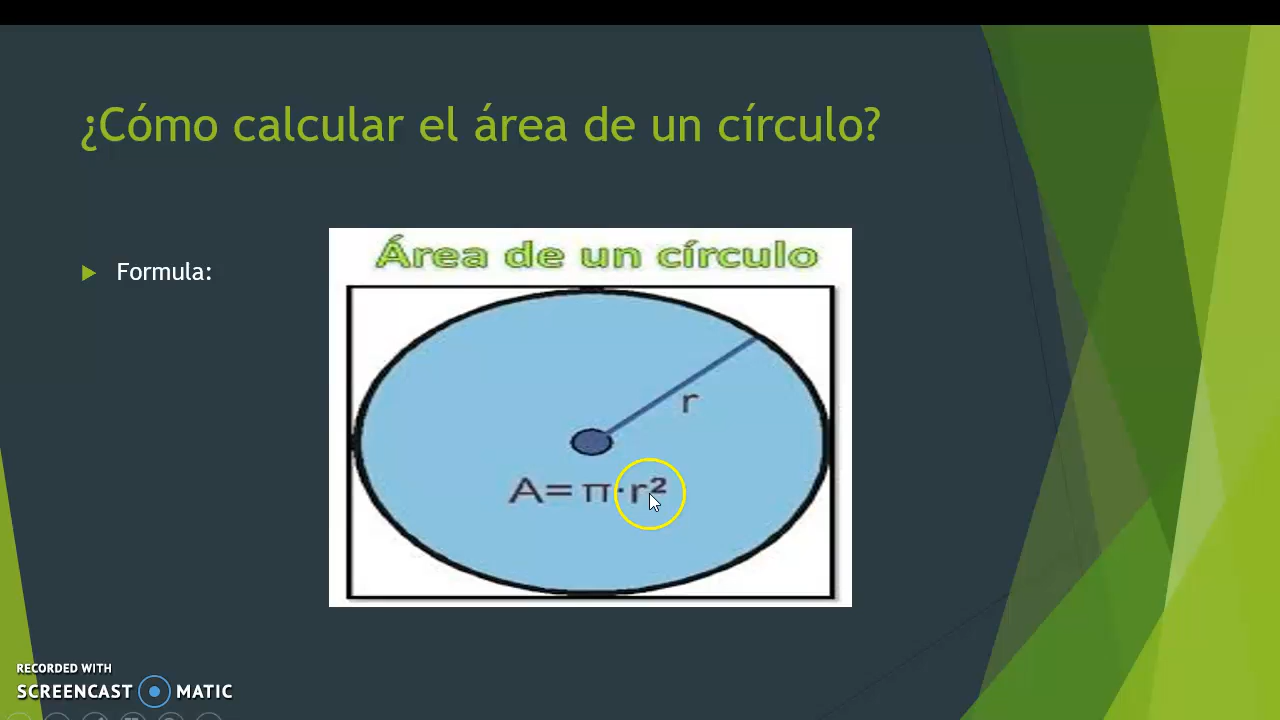 ¿Cómo calcular el área de un círculo?
Formula:
Área de un círculo
r
A= π·r²
RECORDED WITH
SCREENCAST MATIC